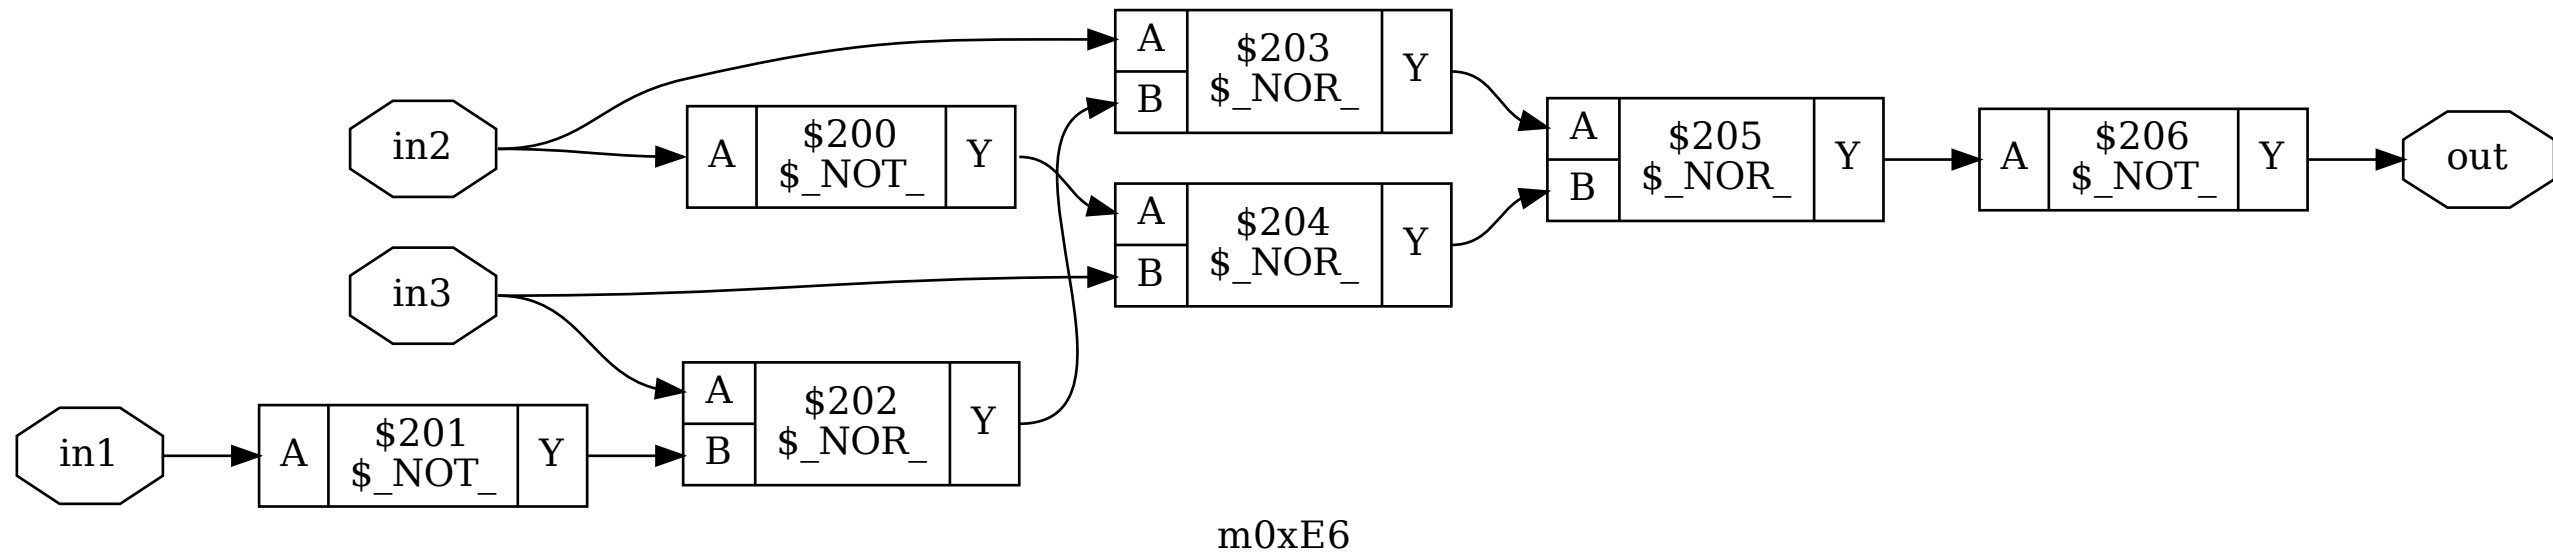 A
$203
$_NOR_
Y
B
in2
A
$200
$_NOT_
Y
A
$205
$_NOR_
Y
B
A
$206
$_NOT_
Y
out
A
$204
$_NOR_
Y
B
in3
A
$202
$_NOR_
Y
B
in1
A
$201
$_NOT_
Y
m0xE6